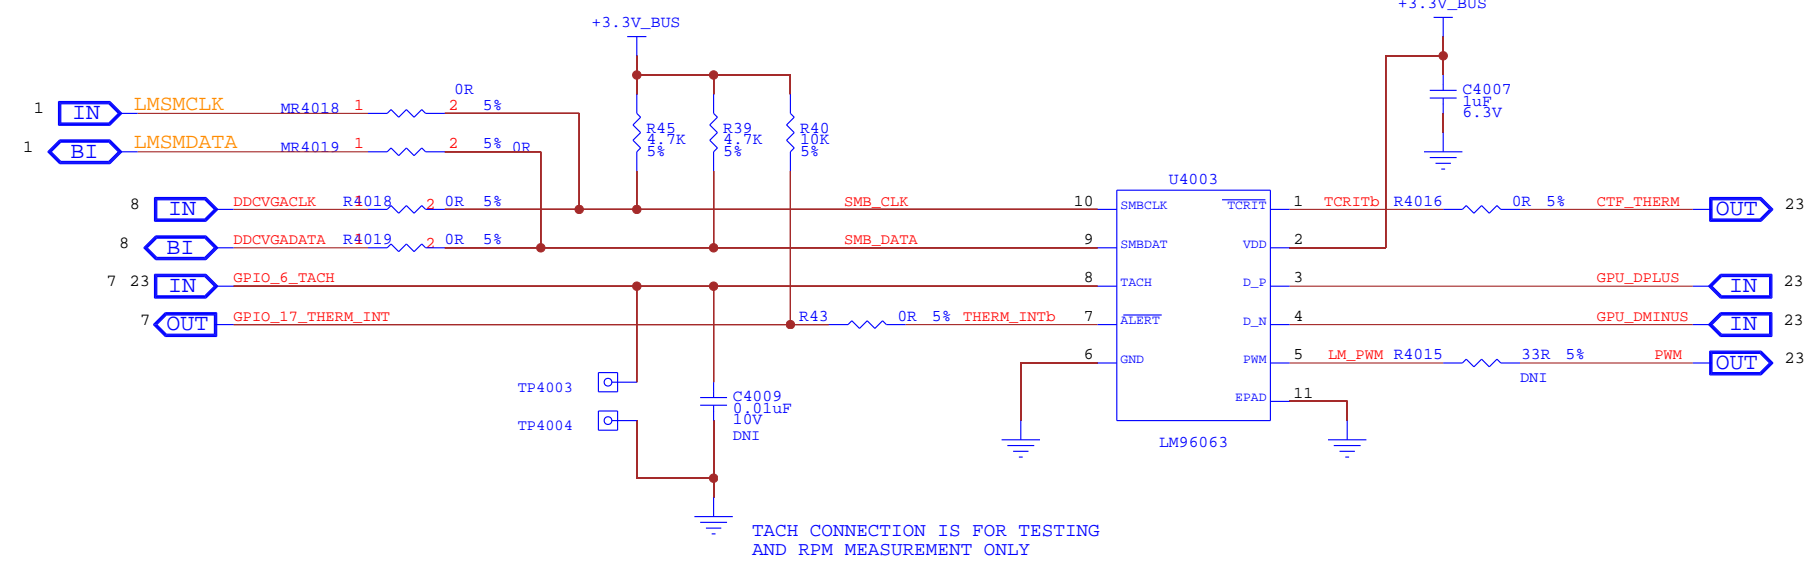 +3.3V_BUS
+3.3V_BUS
1 IN LMSMCLK MR4018 1 2 0R 5%
1 BI LMSMDATA MR4019 1 2 5% 0R
R45
4.7K
5%
R39
4.7K
5%
R40
10K
5%
C4007
1uF
6.3V
U4003
8 IN DDCVGACLK R4018 1 2 0R 5% SMB_CLK 10 SMBCLK
TCRIT 1 TCRITb R4016 0R 5% CTF_THERM OUT 23
8 BI DDCVGADATA R4019 1 2 0R 5% SMB_DATA 9 SMBDAT
VDD 2
7 23 IN GPIO_6_TACH 8 TACH
D_P 3 GPU_DPLUS IN 23
7 OUT GPIO_17_THERM_INT R43 0R 5% THERM_INTb 7 ALERT
D_N 4 GPU_DMINUS IN 23
6 GND
PWM 5 LM_PWM R4015 33R 5% PWM OUT 23
DNI
EPAD 11
TP4003
TP4004
C4009
0.01uF
10V
DNI
LM96063
TACH CONNECTION IS FOR TESTING
AND RPM MEASUREMENT ONLY